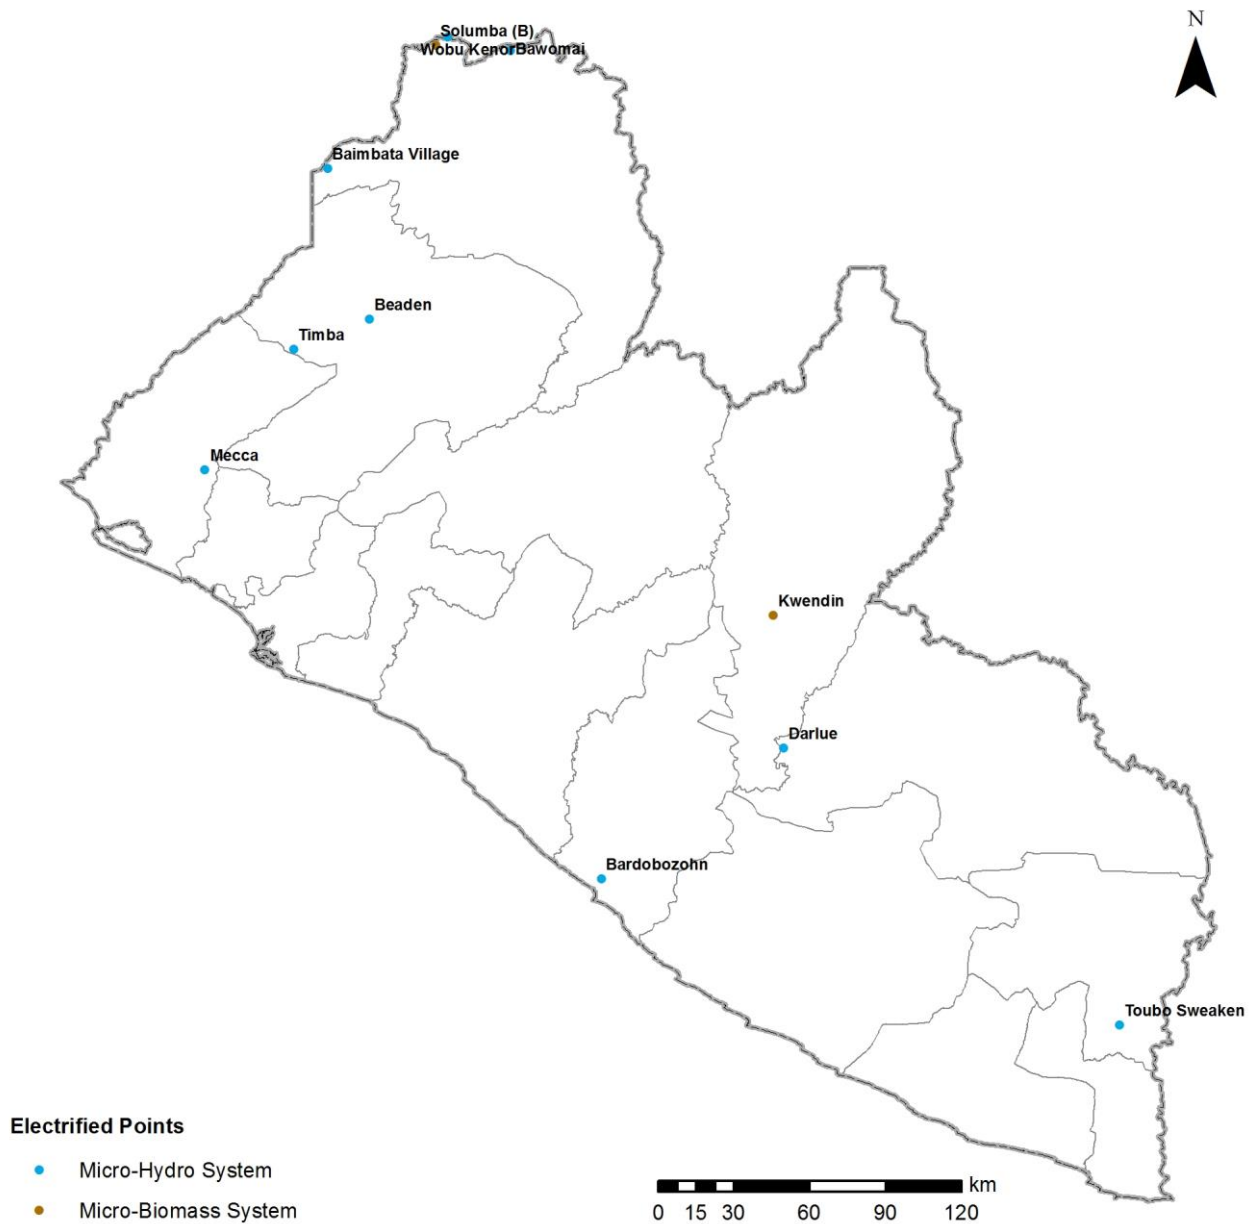 N
Solumba (B)
Wobu Kenor Bawomai
Baimbata Village
Beaden
Timba
Mecca
Kwendin
Darlue
Bardobozohn
Toubo Sweaken
Electrified Points
Micro-Hydro System
Micro-Biomass System
km
0 15 30 60 90 120